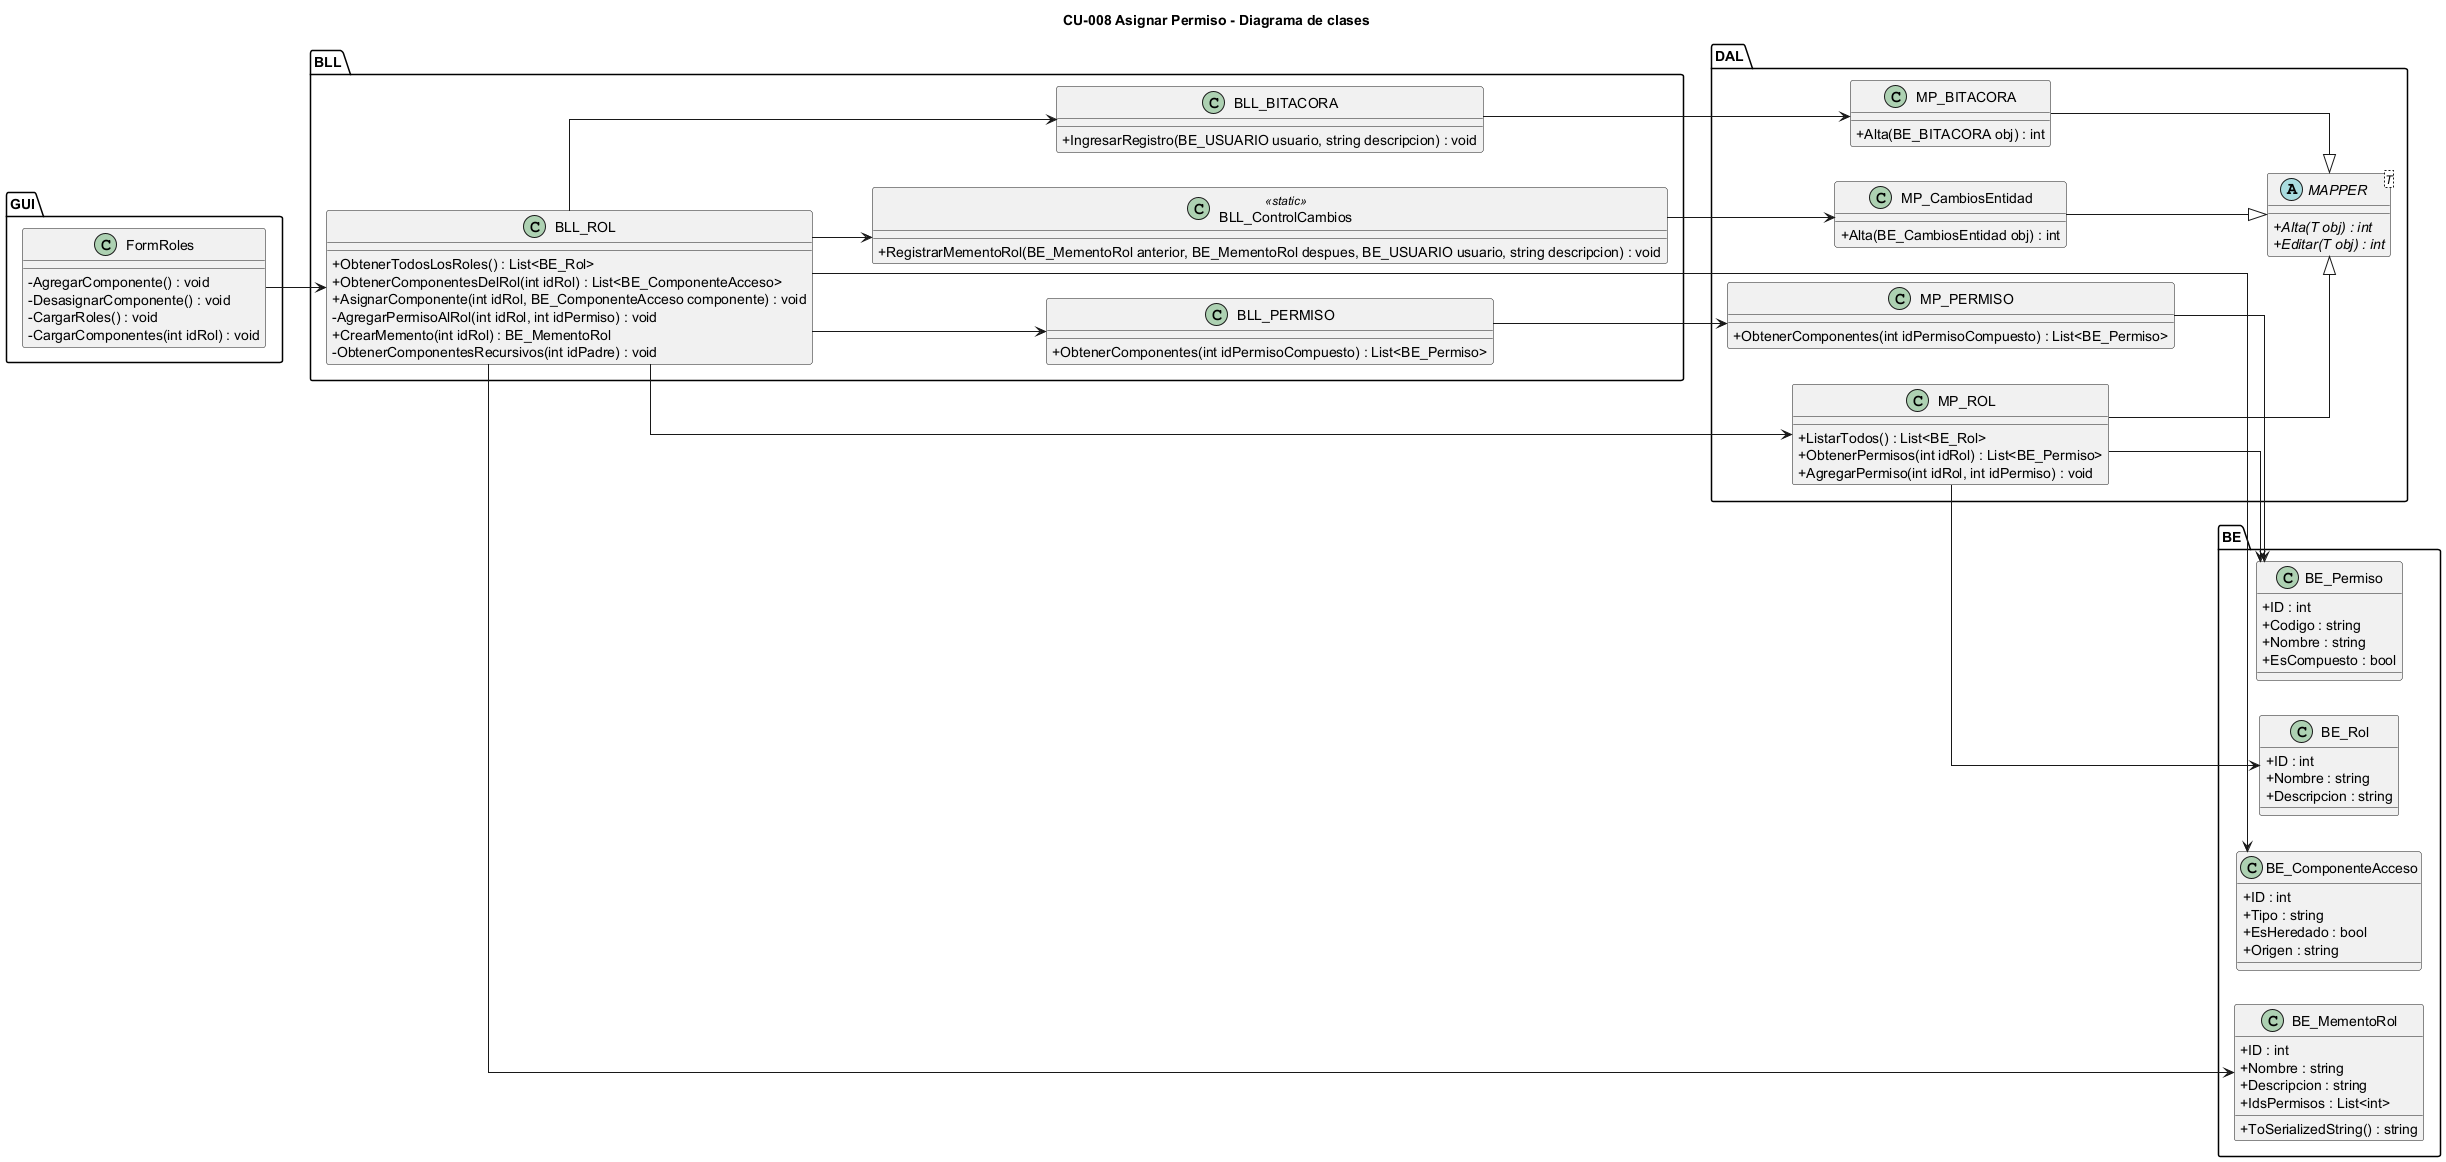 CU-008 Asignar Permiso - Diagrama de clases
GUI
FormRoles
-AgregarComponente() : void
-DesasignarComponente() : void
-CargarRoles() : void
-CargarComponentes(int idRol) : void
BLL
BLL_ROL
+ObtenerTodosLosRoles() : List<BE_Rol>
+ObtenerComponentesDelRol(int idRol) : List<BE_ComponenteAcceso>
+AsignarComponente(int idRol, BE_ComponenteAcceso componente) : void
-AgregarPermisoAlRol(int idRol, int idPermiso) : void
+CrearMemento(int idRol) : BE_MementoRol
-ObtenerComponentesRecursivos(int idPadre) : void
BLL_BITACORA
+IngresarRegistro(BE_USUARIO usuario, string descripcion) : void
«static»
BLL_ControlCambios
+RegistrarMementoRol(BE_MementoRol anterior, BE_MementoRol despues, BE_USUARIO usuario, string descripcion) : void
BLL_PERMISO
+ObtenerComponentes(int idPermisoCompuesto) : List<BE_Permiso>
DAL
MP_BITACORA
+Alta(BE_BITACORA obj) : int
MP_CambiosEntidad
+Alta(BE_CambiosEntidad obj) : int
MP_PERMISO
+ObtenerComponentes(int idPermisoCompuesto) : List<BE_Permiso>
MP_ROL
+ListarTodos() : List<BE_Rol>
+ObtenerPermisos(int idRol) : List<BE_Permiso>
+AgregarPermiso(int idRol, int idPermiso) : void
MAPPER
T
+Alta(T obj) : int
+Editar(T obj) : int
BE
BE_Permiso
+ID : int
+Codigo : string
+Nombre : string
+EsCompuesto : bool
BE_Rol
+ID : int
+Nombre : string
+Descripcion : string
BE_ComponenteAcceso
+ID : int
+Tipo : string
+EsHeredado : bool
+Origen : string
BE_MementoRol
+ID : int
+Nombre : string
+Descripcion : string
+IdsPermisos : List<int>
+ToSerializedString() : string